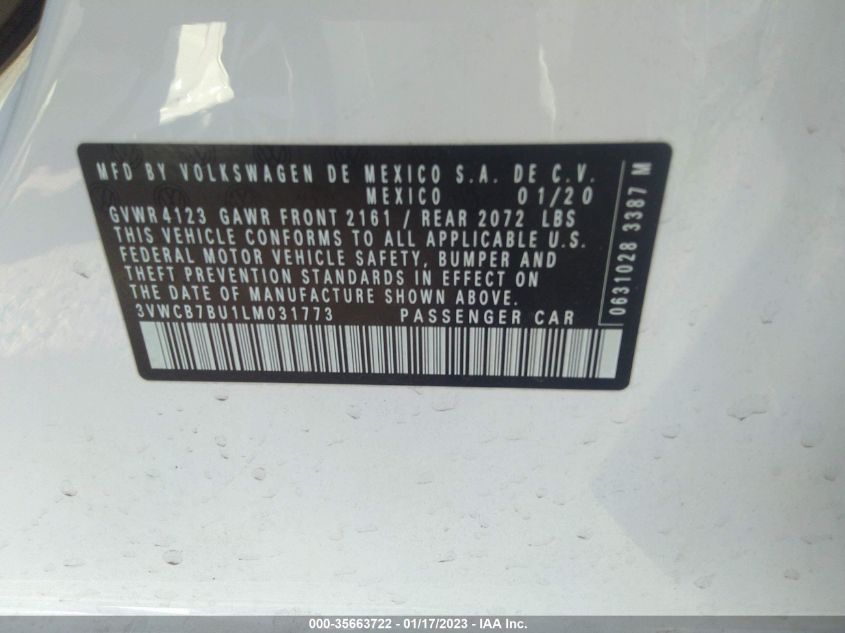 MFD BY VOLKSWAGEN DE MEXICO S.A. DE C.V.
MEXICO 01/20
GVWR 4123 GAWR FRONT 2161 / REAR 2072 LBS
THIS VEHICLE CONFORMS TO ALL APPLICABLE U.S.
FEDERAL MOTOR VEHICLE SAFETY, BUMPER AND
THEFT PREVENTION STANDARDS IN EFFECT ON
THE DATE OF MANUFACTURE SHOWN ABOVE.
3VWCB7BU1LM031773 PASSENGER CAR
0631028 3387 M
000-35663722 - 01/17/2023 - IAA Inc.